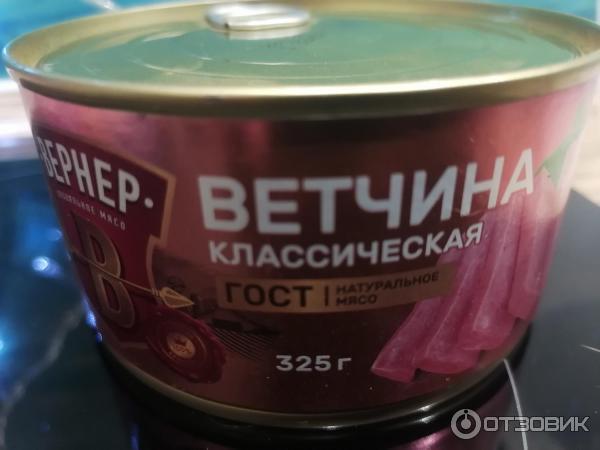 ВЕРНЕР
В
ВЕТЧИНА
КЛАССИЧЕСКАЯ
ГОСТ | НАТУРАЛЬНОЕ
МЯСО
325 г
ОТЗОВИК